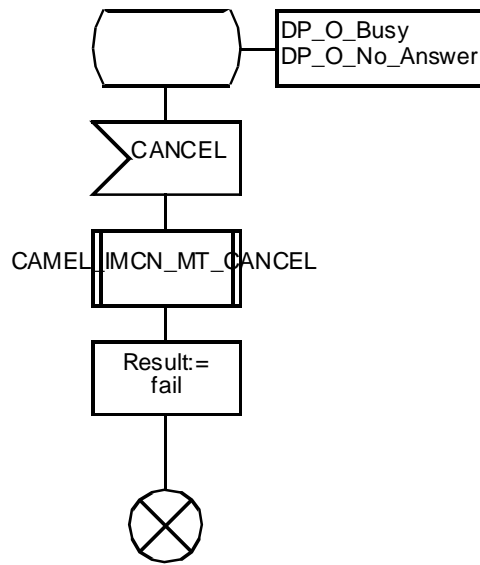 DP_O_Busy
DP_O_No_Answer
CANCEL
CAMEL_IMCN_MT_CANCEL
Result:=
fail